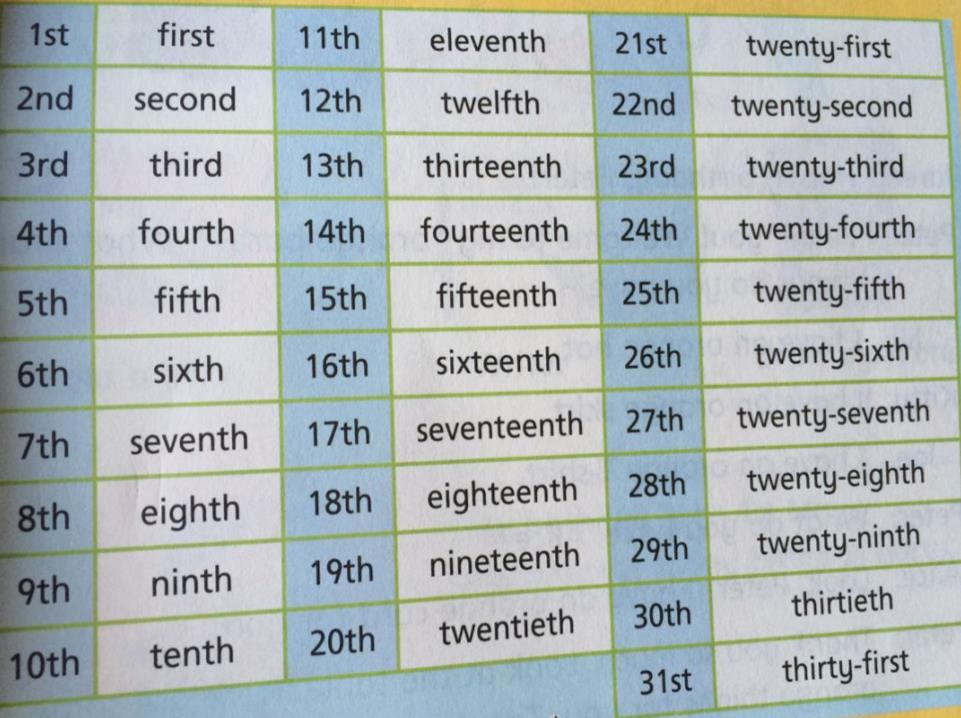 1st first 11th eleventh 21st twenty-first
2nd second 12th twelfth 22nd twenty-second
3rd third 13th thirteenth 23rd twenty-third
4th fourth 14th fourteenth 24th twenty-fourth
5th fifth 15th fifteenth 25th twenty-fifth
6th sixth 16th sixteenth 26th twenty-sixth
7th seventh 17th seventeenth 27th twenty-seventh
8th eighth 18th eighteenth 28th twenty-eighth
9th ninth 19th nineteenth 29th twenty-ninth
10th tenth 20th twentieth 30th thirtieth
31st thirty-first